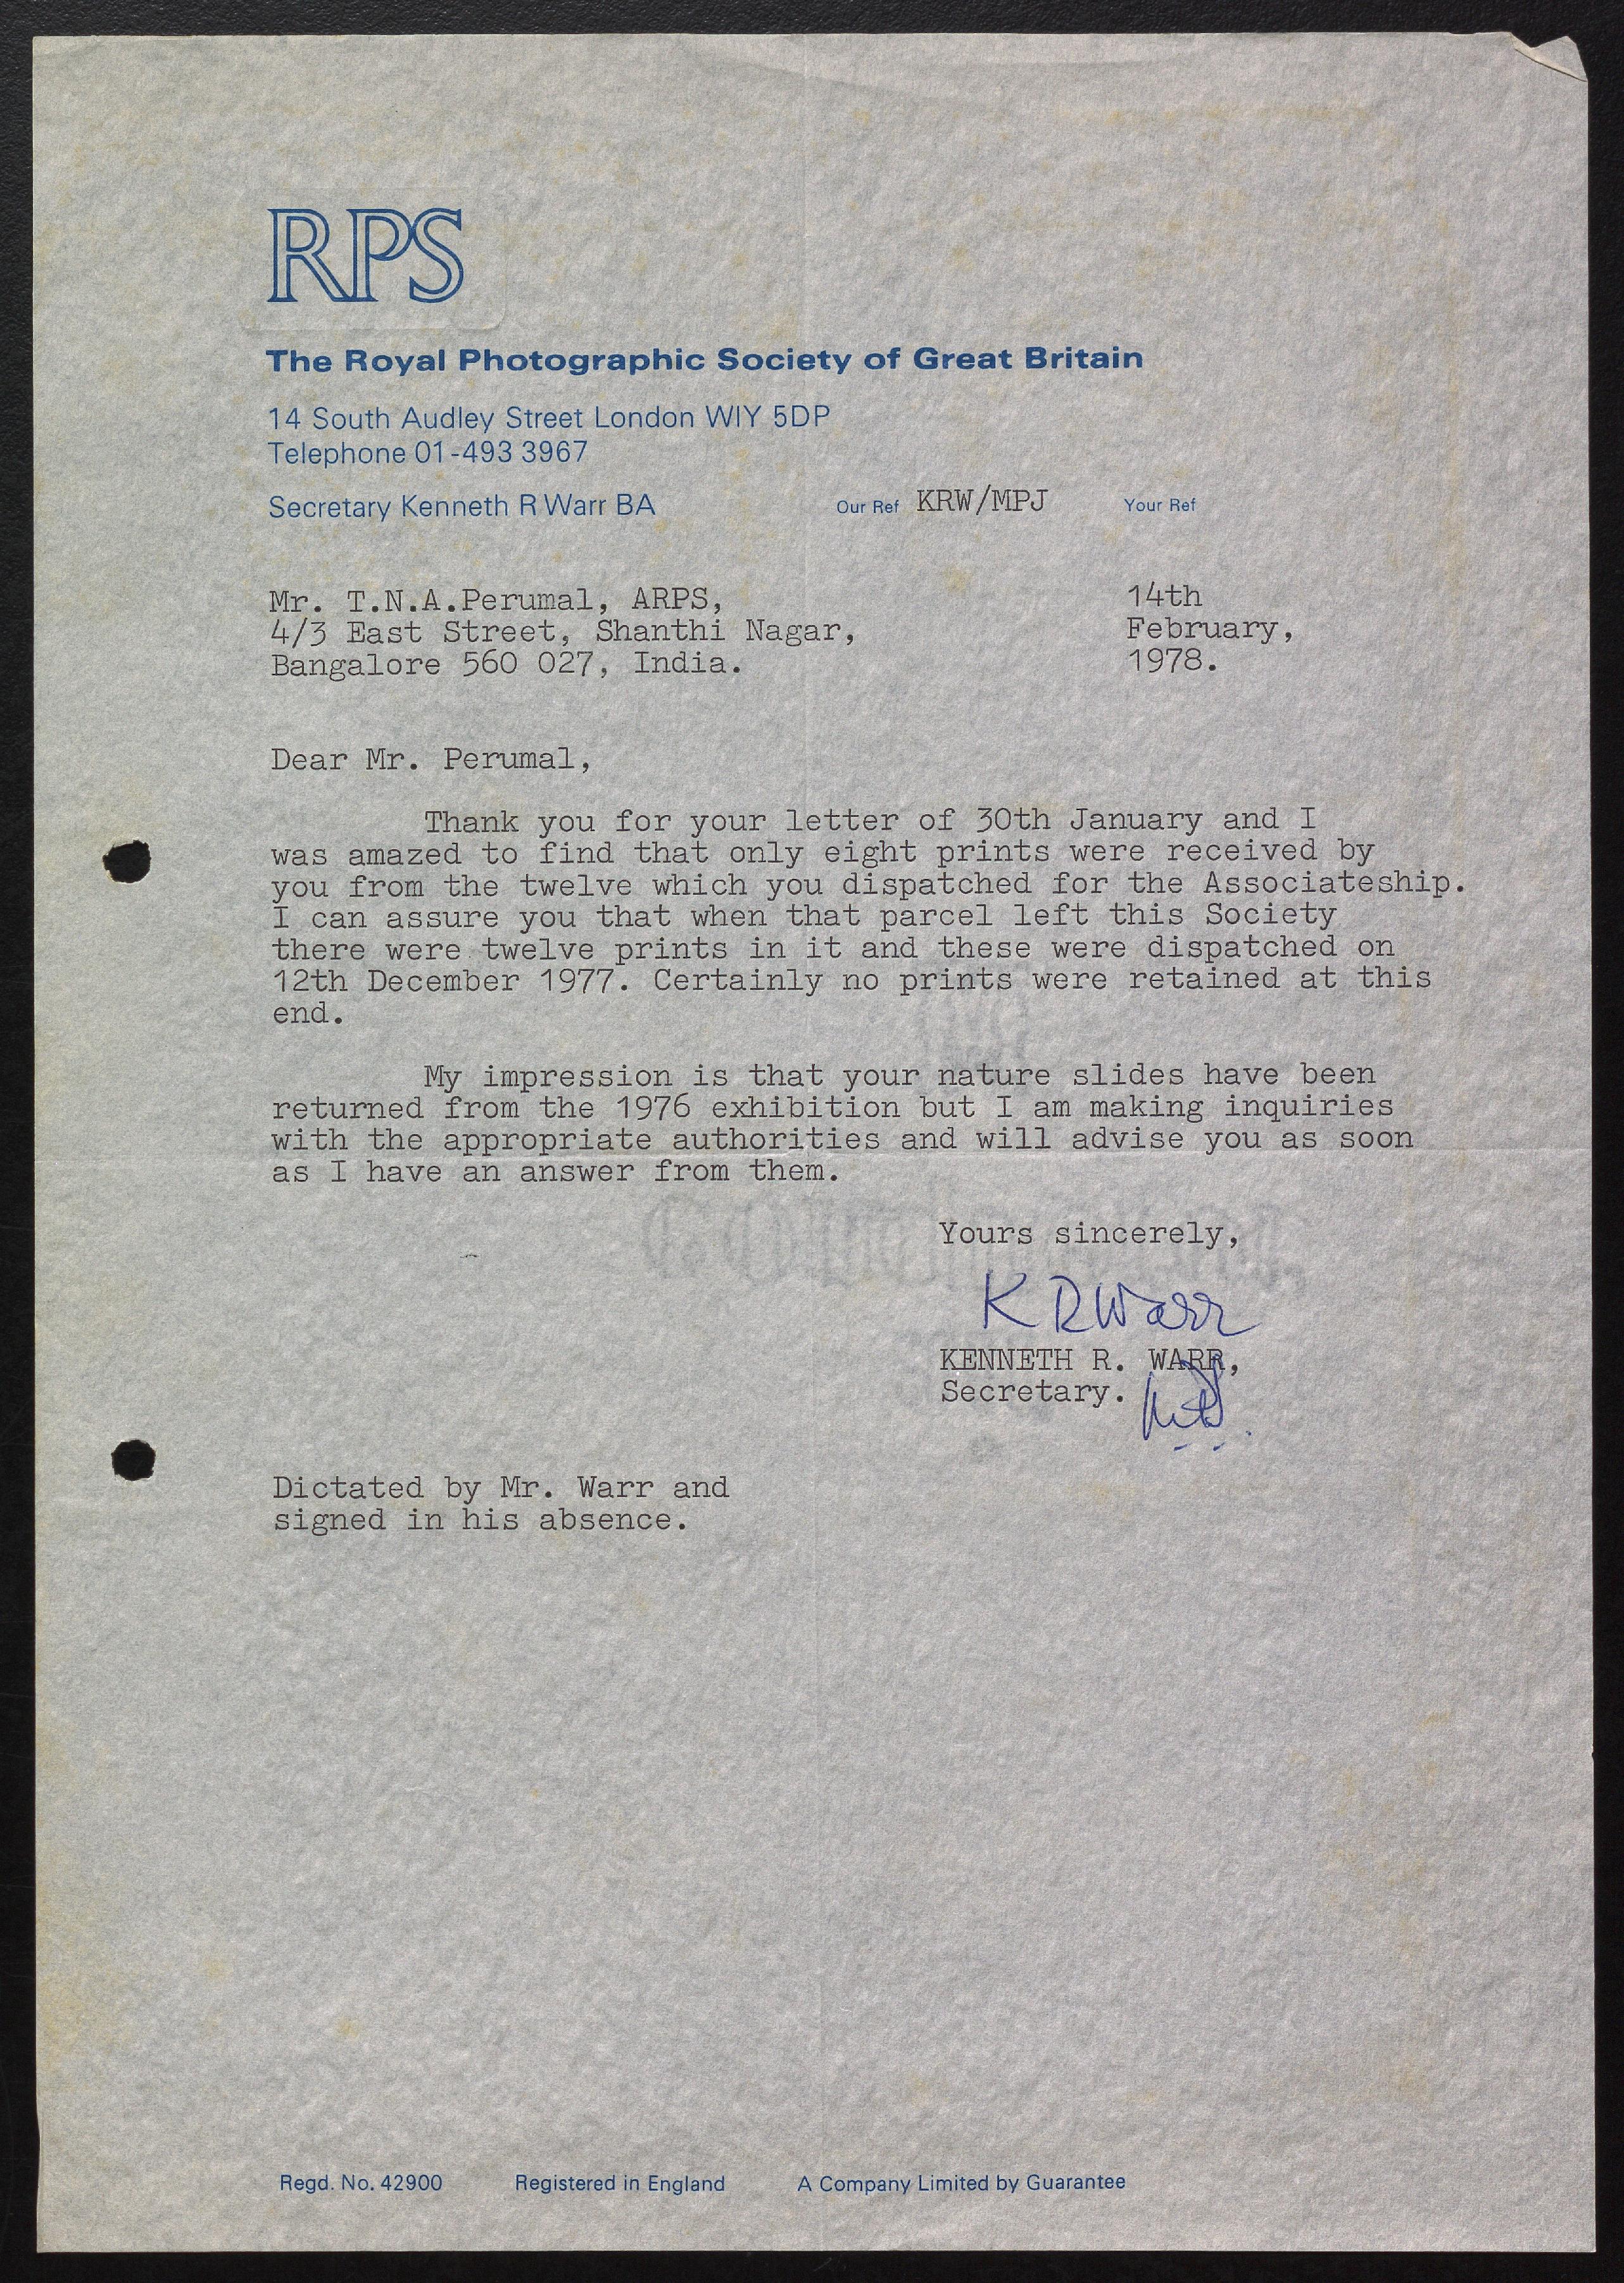 RPS
The Royal Photographic Society of Great Britain
14 South Audley Street London WIY 5DP
Telephone 01-493 3967
Secretary Kenneth R Warr BA Our Ref KRW/MPJ Your Ref
Mr. T.N.A.Perumal, ARPS,
4/3 East Street, Shanthi Nagar,
Bangalore 560 027, India.
14th
February,
1978.
Dear Mr. Perumal,
Thank you for your letter of 30th January and I
was amazed to find that only eight prints were received by
you from the twelve which you dispatched for the Associateship.
I can assure you that when that parcel left this Society
there were twelve prints in it and these were dispatched on
12th December 1977. Certainly no prints were retained at this
end.
My impression is that your nature slides have been
returned from the 1976 exhibition but I am making inquiries
with the appropriate authorities and will advise you as soon
as I have an answer from them.
Yours sincerely,
K R Warr
KENNETH R. WARR,
Secretary.
Dictated by Mr. Warr and
signed in his absence.
Regd. No. 42900 Registered in England A Company Limited by Guarantee